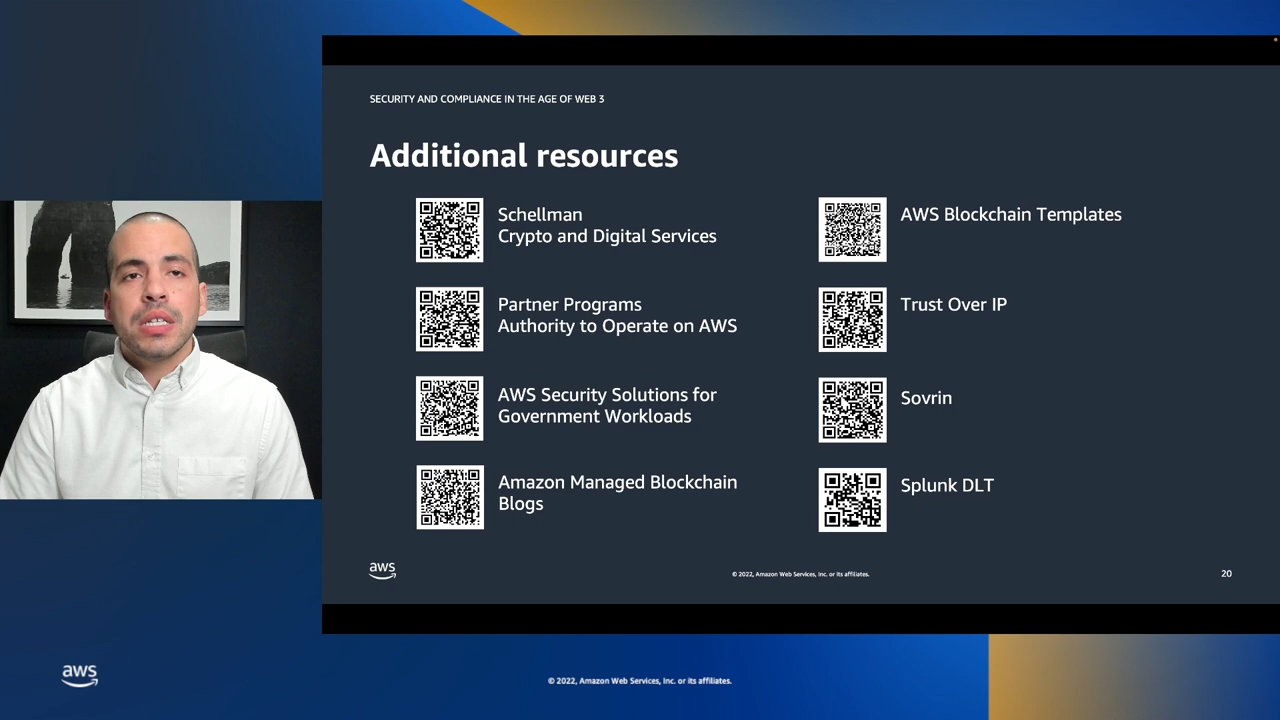 SECURITY AND COMPLIANCE IN THE AGE OF WEB 3
Additional resources
Schellman
Crypto and Digital Services
Partner Programs
Authority to Operate on AWS
AWS Security Solutions for
Government Workloads
Amazon Managed Blockchain
Blogs
AWS Blockchain Templates
Trust Over IP
Sovrin
Splunk DLT
aws
© 2022, Amazon Web Services, Inc. or its affiliates.
20
aws
© 2022, Amazon Web Services, Inc. or its affiliates.